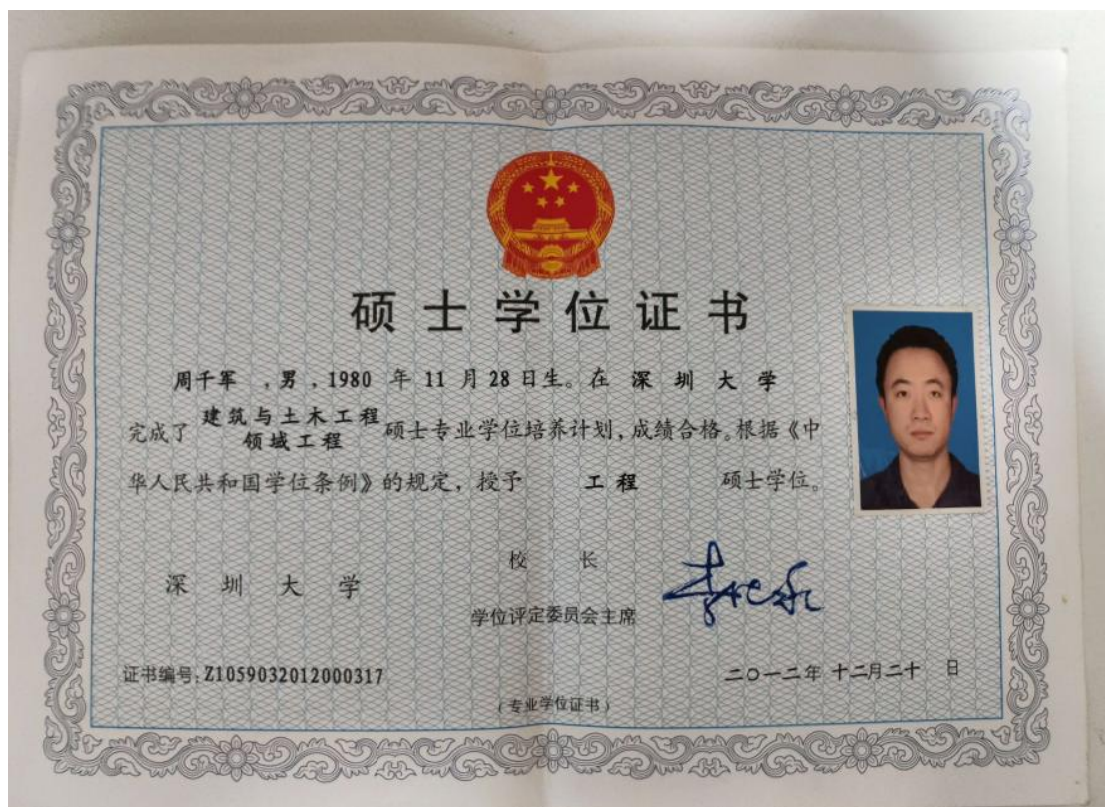 硕士学位证书
周千军 ,男,1980 年 11 月 28 日生。在 深 圳 大 学
完成了 建筑与土木工程领域工程 硕士专业学位培养计划,成绩合格。根据《中
华人民共和国学位条例》的规定,授予 工程 硕士学位。
校 长
深 圳 大 学
学位评定委员会主席
证书编号:Z1059032012000317
二○一二年 十二月二十 日
(专业学位证书)